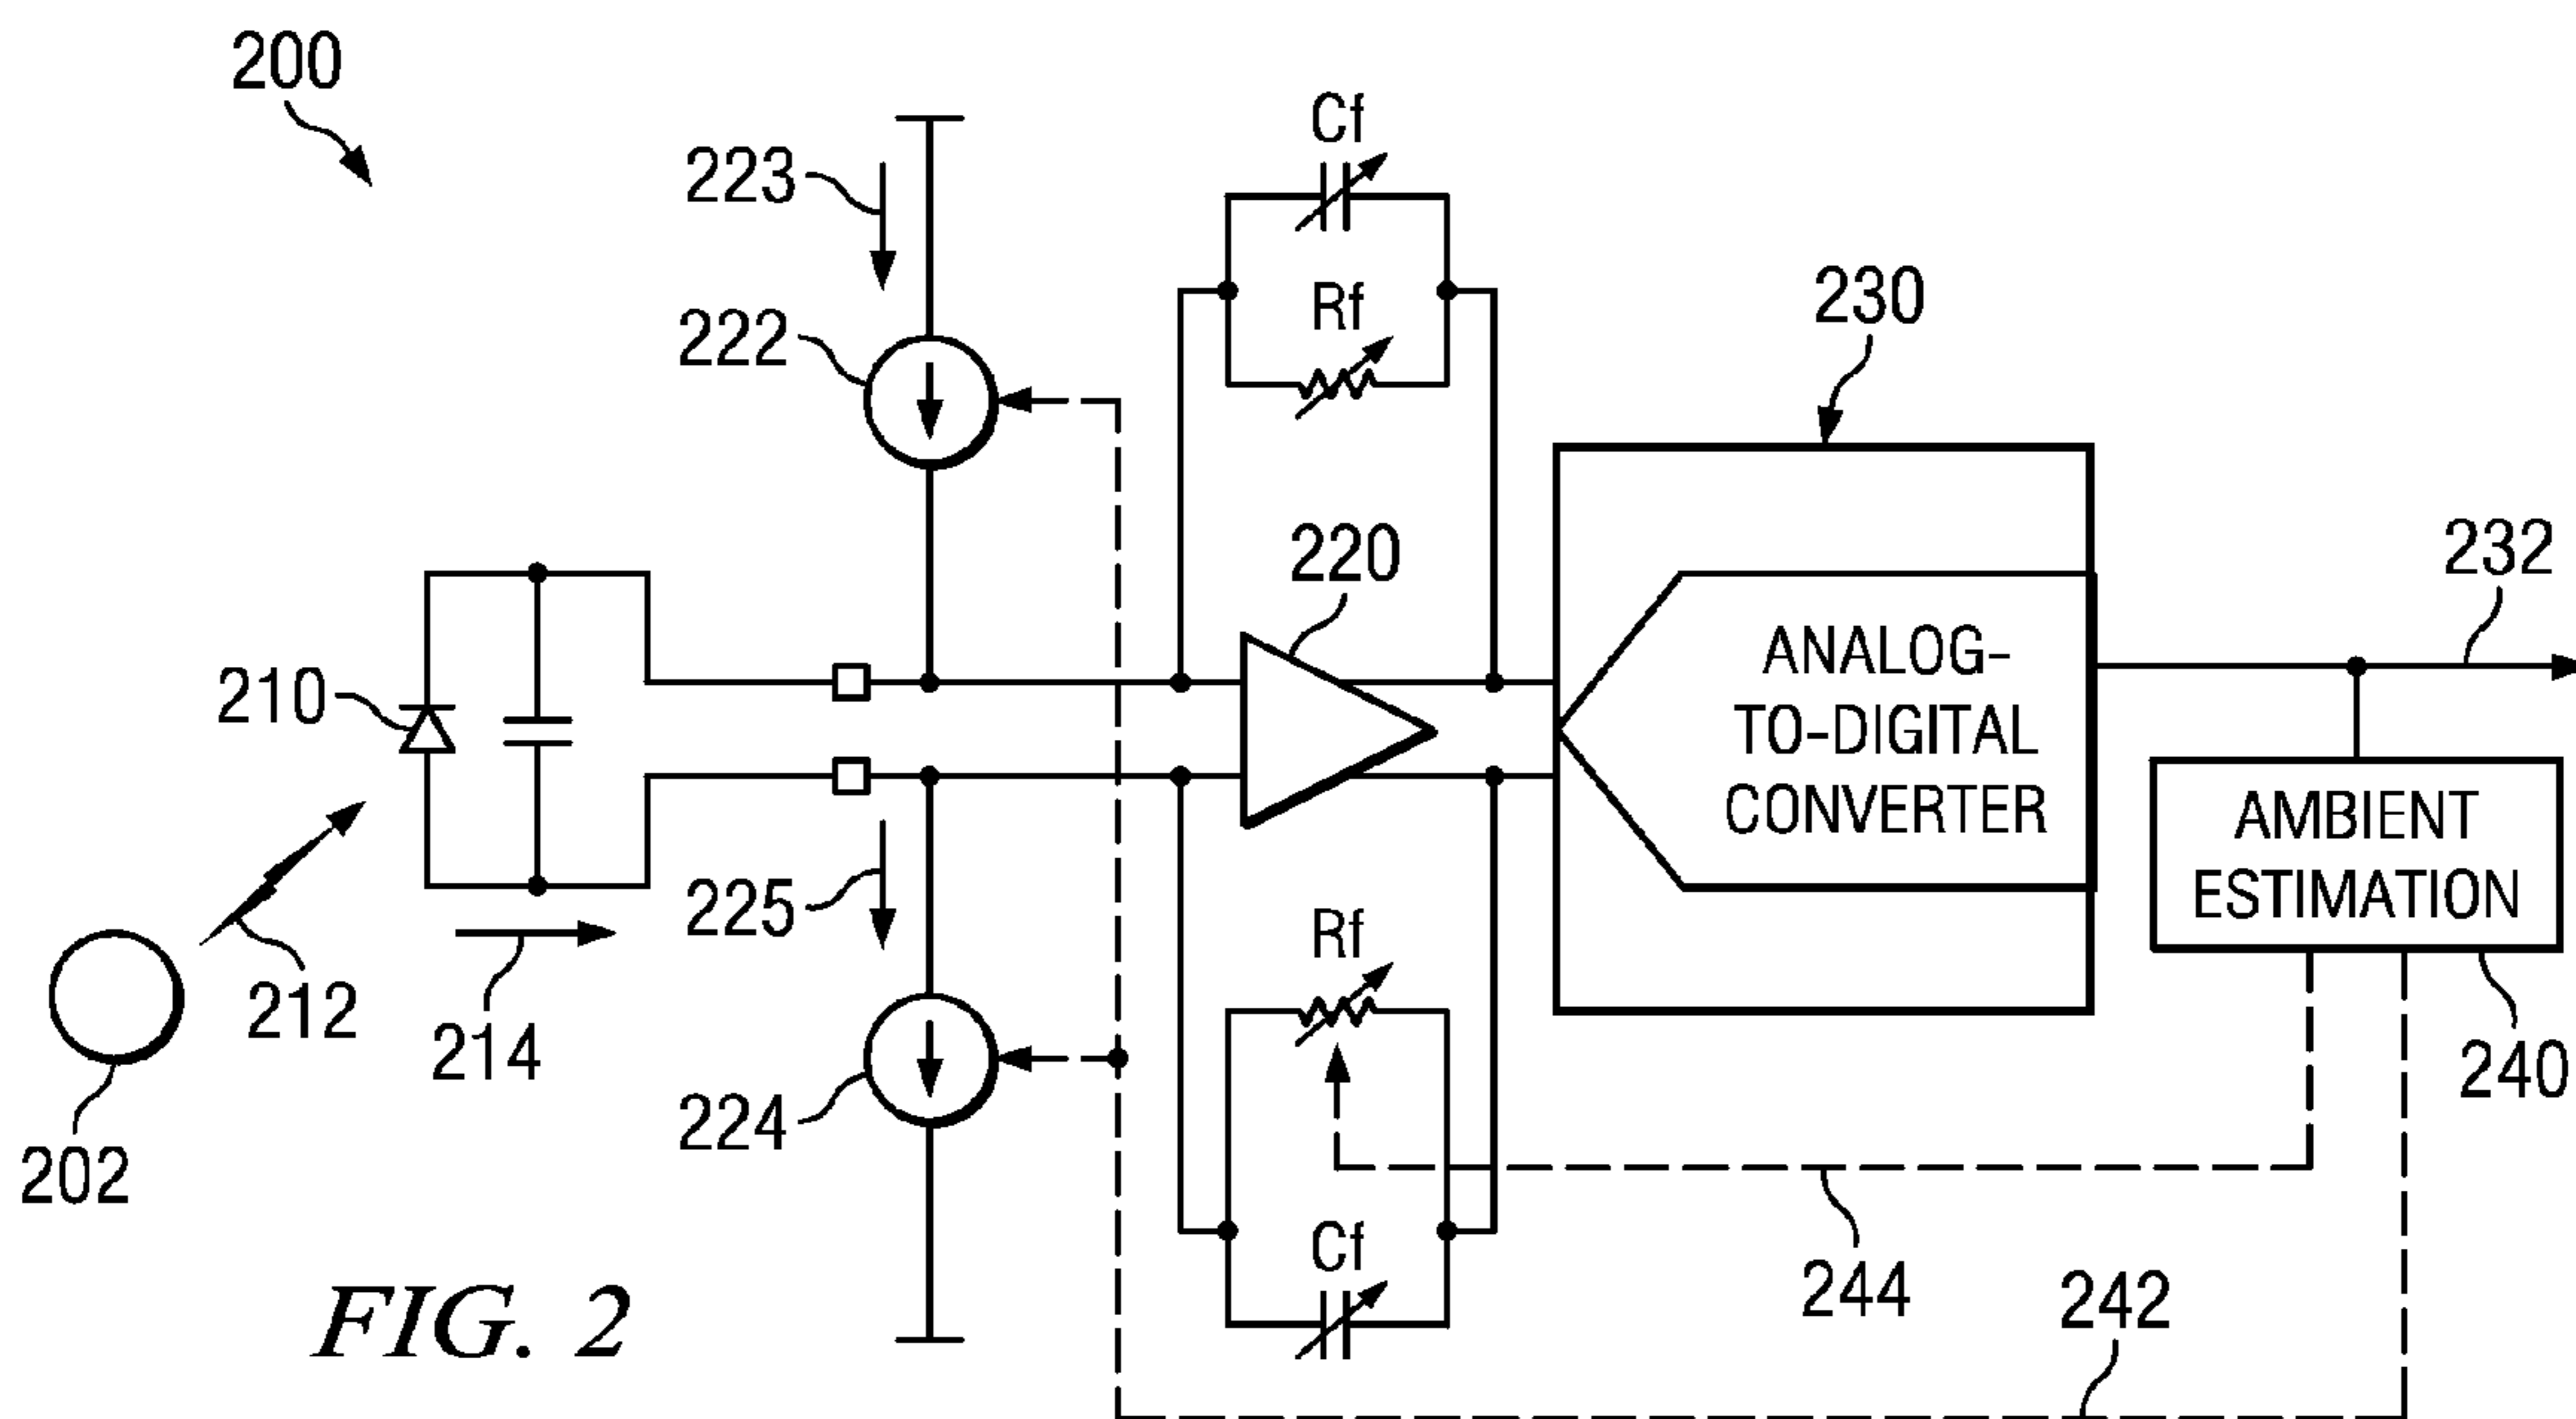 200
Cf
223
Rf
230
222
220
232
ANALOG-
TO-DIGITAL
CONVERTER
210
AMBIENT
ESTIMATION
225
Rf
212
214
240
224
202
Cf
244
242
FIG. 2